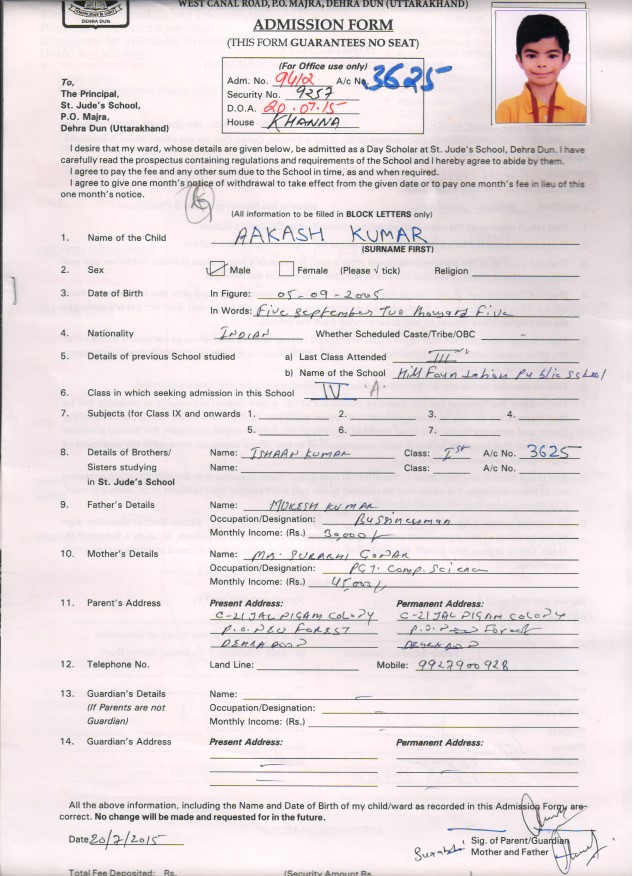 DEHRA DUN
WEST CANAL ROAD, P.O. MAJRA, DEHRA DUN (UTTARAKHAND)
ADMISSION FORM
(THIS FORM GUARANTEES NO SEAT)
(For Office use only)
Adm. No. 9412 A/c No. 3625
Security No. 9257
D.O.A. 20.07.15
House KHANNA
To,
The Principal,
St. Jude's School,
P.O. Majra,
Dehra Dun (Uttarakhand)
I desire that my ward, whose details are given below, be admitted as a Day Scholar at St. Jude's School, Dehra Dun. I have
carefully read the prospectus containing regulations and requirements of the School and I hereby agree to abide by them.
I agree to pay the fee and any other sum due to the School in time, as and when required.
I agree to give one month's notice of withdrawal to take effect from the given date or to pay one month's fee in lieu of this
one month's notice.
(All information to be filled in BLOCK LETTERS only)
1. Name of the Child AAKASH KUMAR
(SURNAME FIRST)
2. Sex Male Female (Please √ tick) Religion
3. Date of Birth In Figure: 05-09-2005
In Words: Five September Two thousand Five
4. Nationality INDIAN Whether Scheduled Caste/Tribe/OBC -
5. Details of previous School studied a) Last Class Attended III
b) Name of the School Hill Foundation Public School
6. Class in which seeking admission in this School IV 'A'
7. Subjects (for Class IX and onwards 1. 2. 3. 4.
5. 6. 7.
8. Details of Brothers/ Name: ISHAAN KUMAR Class: Ist A/c No. 3625
Sisters studying Name: Class: A/c No.
in St. Jude's School
9. Father's Details Name: MUKESH KUMAR
Occupation/Designation: Businessman
Monthly Income (Rs.) 30,000/-
10. Mother's Details Name: Mrs. SURABHI
Occupation/Designation: PGT. Comp. Science
Monthly Income (Rs.) 45,000/-
11. Parent's Address Present Address: Permanent Address:
C-21 JAL NIGAM COLONY C-21 JAL NIGAM COLONY
P.O. NEW FOREST P.O. New Forest
DEHRADOON DEHRADOON
12. Telephone No. Land Line: Mobile: 9927900928
13. Guardian's Details Name:
(If Parents are not Occupation/Designation:
Guardian) Monthly Income: (Rs.)
14. Guardian's Address Present Address: Permanent Address:
All the above information, including the Name and Date of Birth of my child/ward as recorded in this Admission Form are
correct. No change will be made and requested for in the future.
Date 20/7/2015 Sig. of Parent/Guardian
Surabhi Mother and Father
Total Fee Deposited: Rs. (Security Amount Rs. )